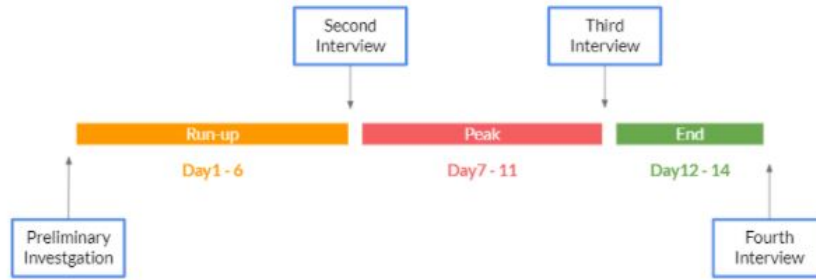 Second
Interview
Third
Interview
Run-up
Peak
End
Day1 - 6
Day7 - 11
Day12 - 14
Preliminary
Investgation
Fourth
Interview